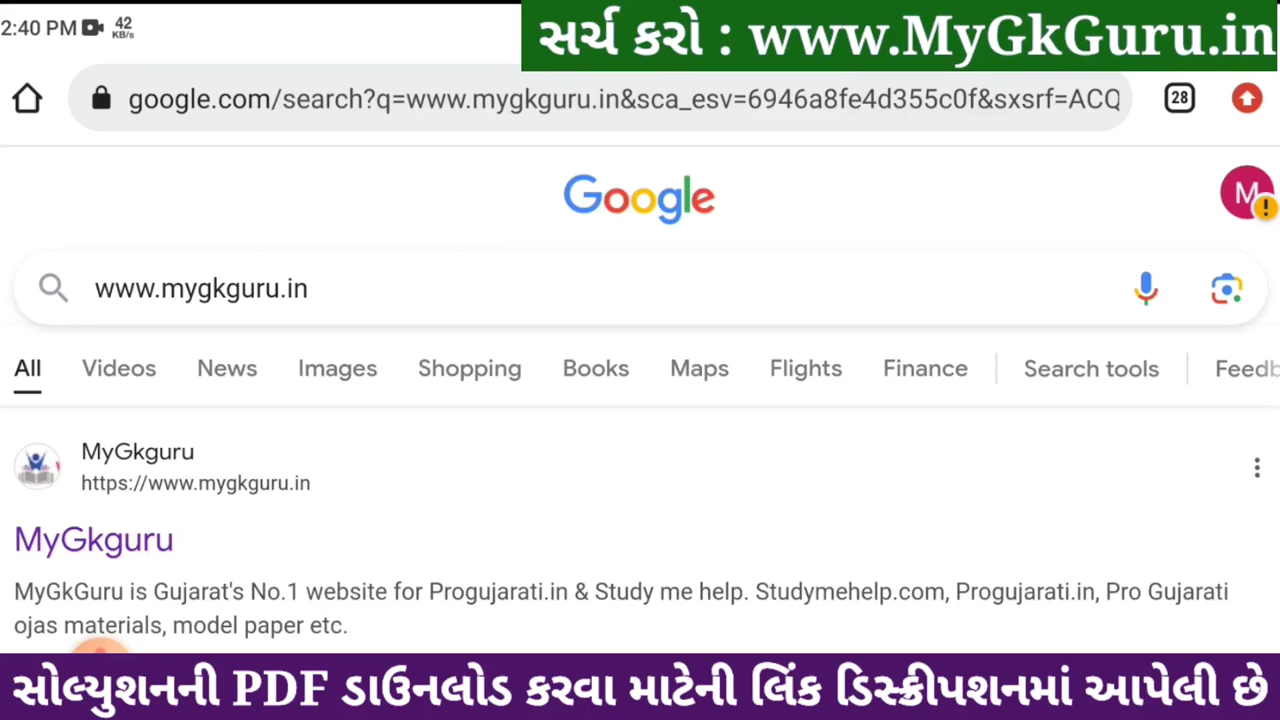 2:40 PM 42 KB/s
સર્ચ કરો : www.MyGkGuru.in
google.com/search?q=www.mygkguru.in&sca_esv=6946a8fe4d355c0f&sxsrf=ACQ
28
Google
M
www.mygkguru.in
All Videos News Images Shopping Books Maps Flights Finance Search tools Feedb
MyGkguru
https://www.mygkguru.in
MyGkguru
MyGkGuru is Gujarat's No.1 website for Progujarati.in & Study me help. Studymehelp.com, Progujarati.in, Pro Gujarati
ojas materials, model paper etc.
સોલ્યુશનની PDF ડાઉનલોડ કરવા માટેની લિંક ડિસ્ક્રીપશનમાં આપેલી છે